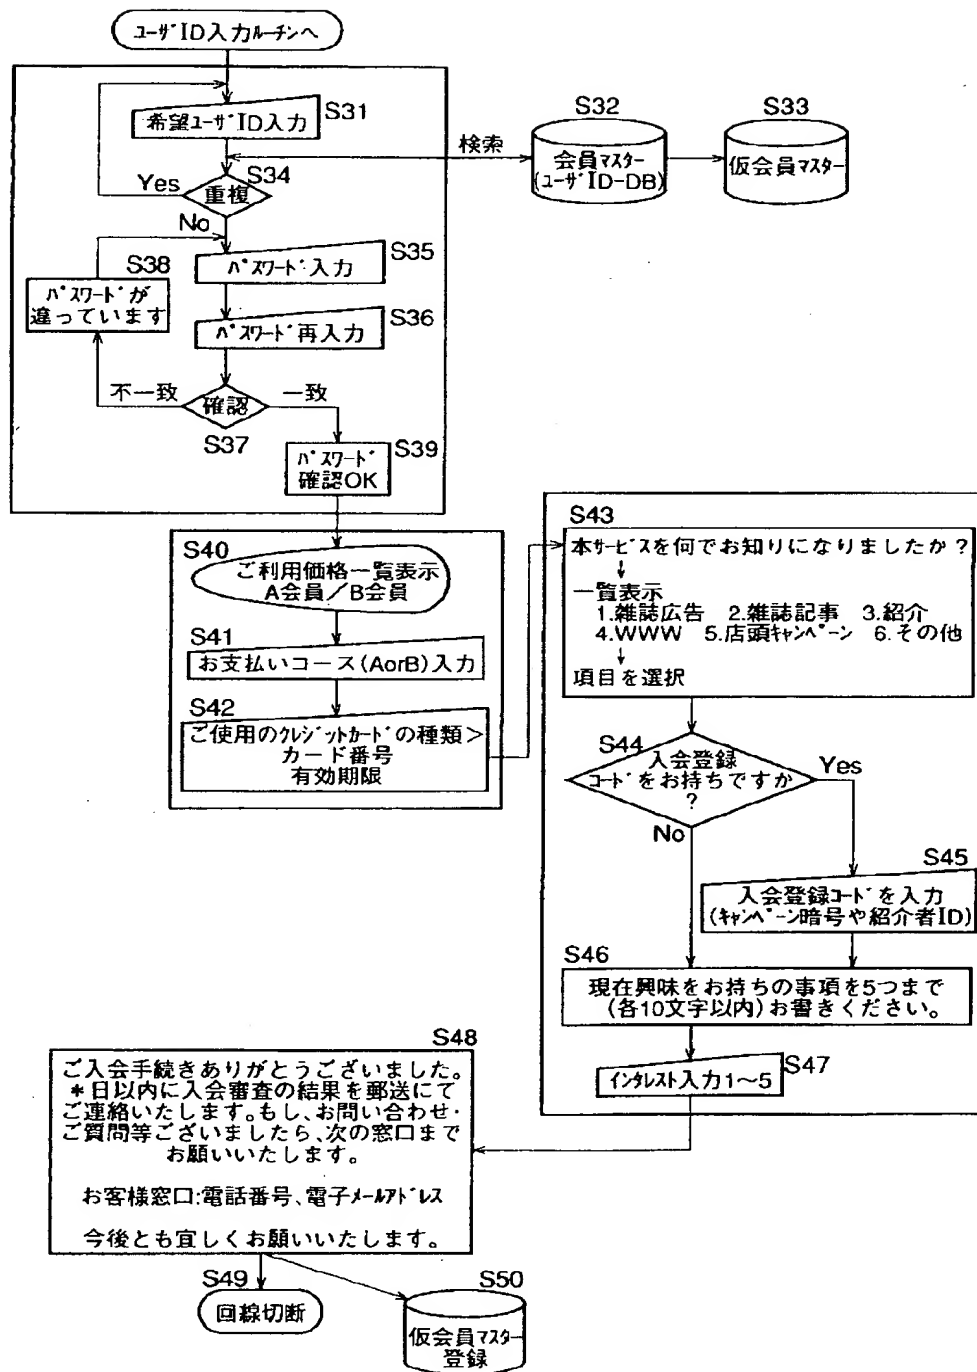 ユーザID入力ルーチンへ
S31
希望ユーザID入力
検索
S32
会員マスター
(ユーザID-DB)
S33
仮会員マスター
S34
Yes
重複
No
S35
パスワード入力
S38
パスワードが
違っています
S36
パスワード再入力
不一致
確認
一致
S37
S39
パスワード
確認OK
S40
ご利用価格一覧表示
A会員/B会員
S41
お支払いコース(AorB)入力
S42
ご使用のクレジットカードの種類>
カード番号
有効期限
S43
本サービスを何でお知りになりましたか?
↓
一覧表示
1.雑誌広告 2.雑誌記事 3.紹介
4.WWW 5.店頭キャンペーン 6.その他
↓
項目を選択
S44
入会登録
コードをお持ちですか
?
Yes
No
S45
入会登録コードを入力
(キャンペーン暗号や紹介者ID)
S46
現在興味をお持ちの事項を5つまで
(各10文字以内)お書きください。
S47
インタレスト入力1~5
S48
ご入会手続きありがとうございました。
*日以内に入会審査の結果を郵送にて
ご連絡いたします。もし、お問い合わせ・
ご質問等ございましたら、次の窓口まで
お願いいたします。
お客様窓口:電話番号、電子メールアドレス
今後とも宜しくお願いいたします。
S49
回線切断
S50
仮会員マスター
登録